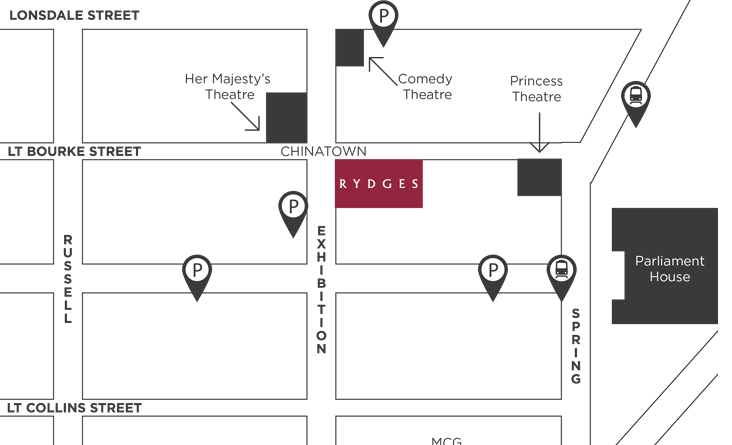 LONSDALE STREET
P
Her Majesty's
Theatre
Comedy
Theatre
Princess
Theatre
LT BOURKE STREET
CHINATOWN
RYDGES
P
RUSSELL
EXHIBITION
P
P
Parliament
House
SPRING
LT COLLINS STREET
MCG